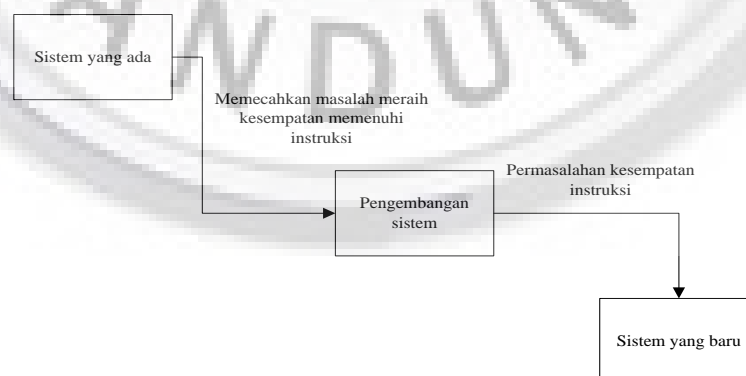 Sistem yang ada
Memecahkan masalah meraih
kesempatan memenuhi
instruksi
Permasalahan kesempatan
instruksi
Pengembangan
sistem
Sistem yang baru